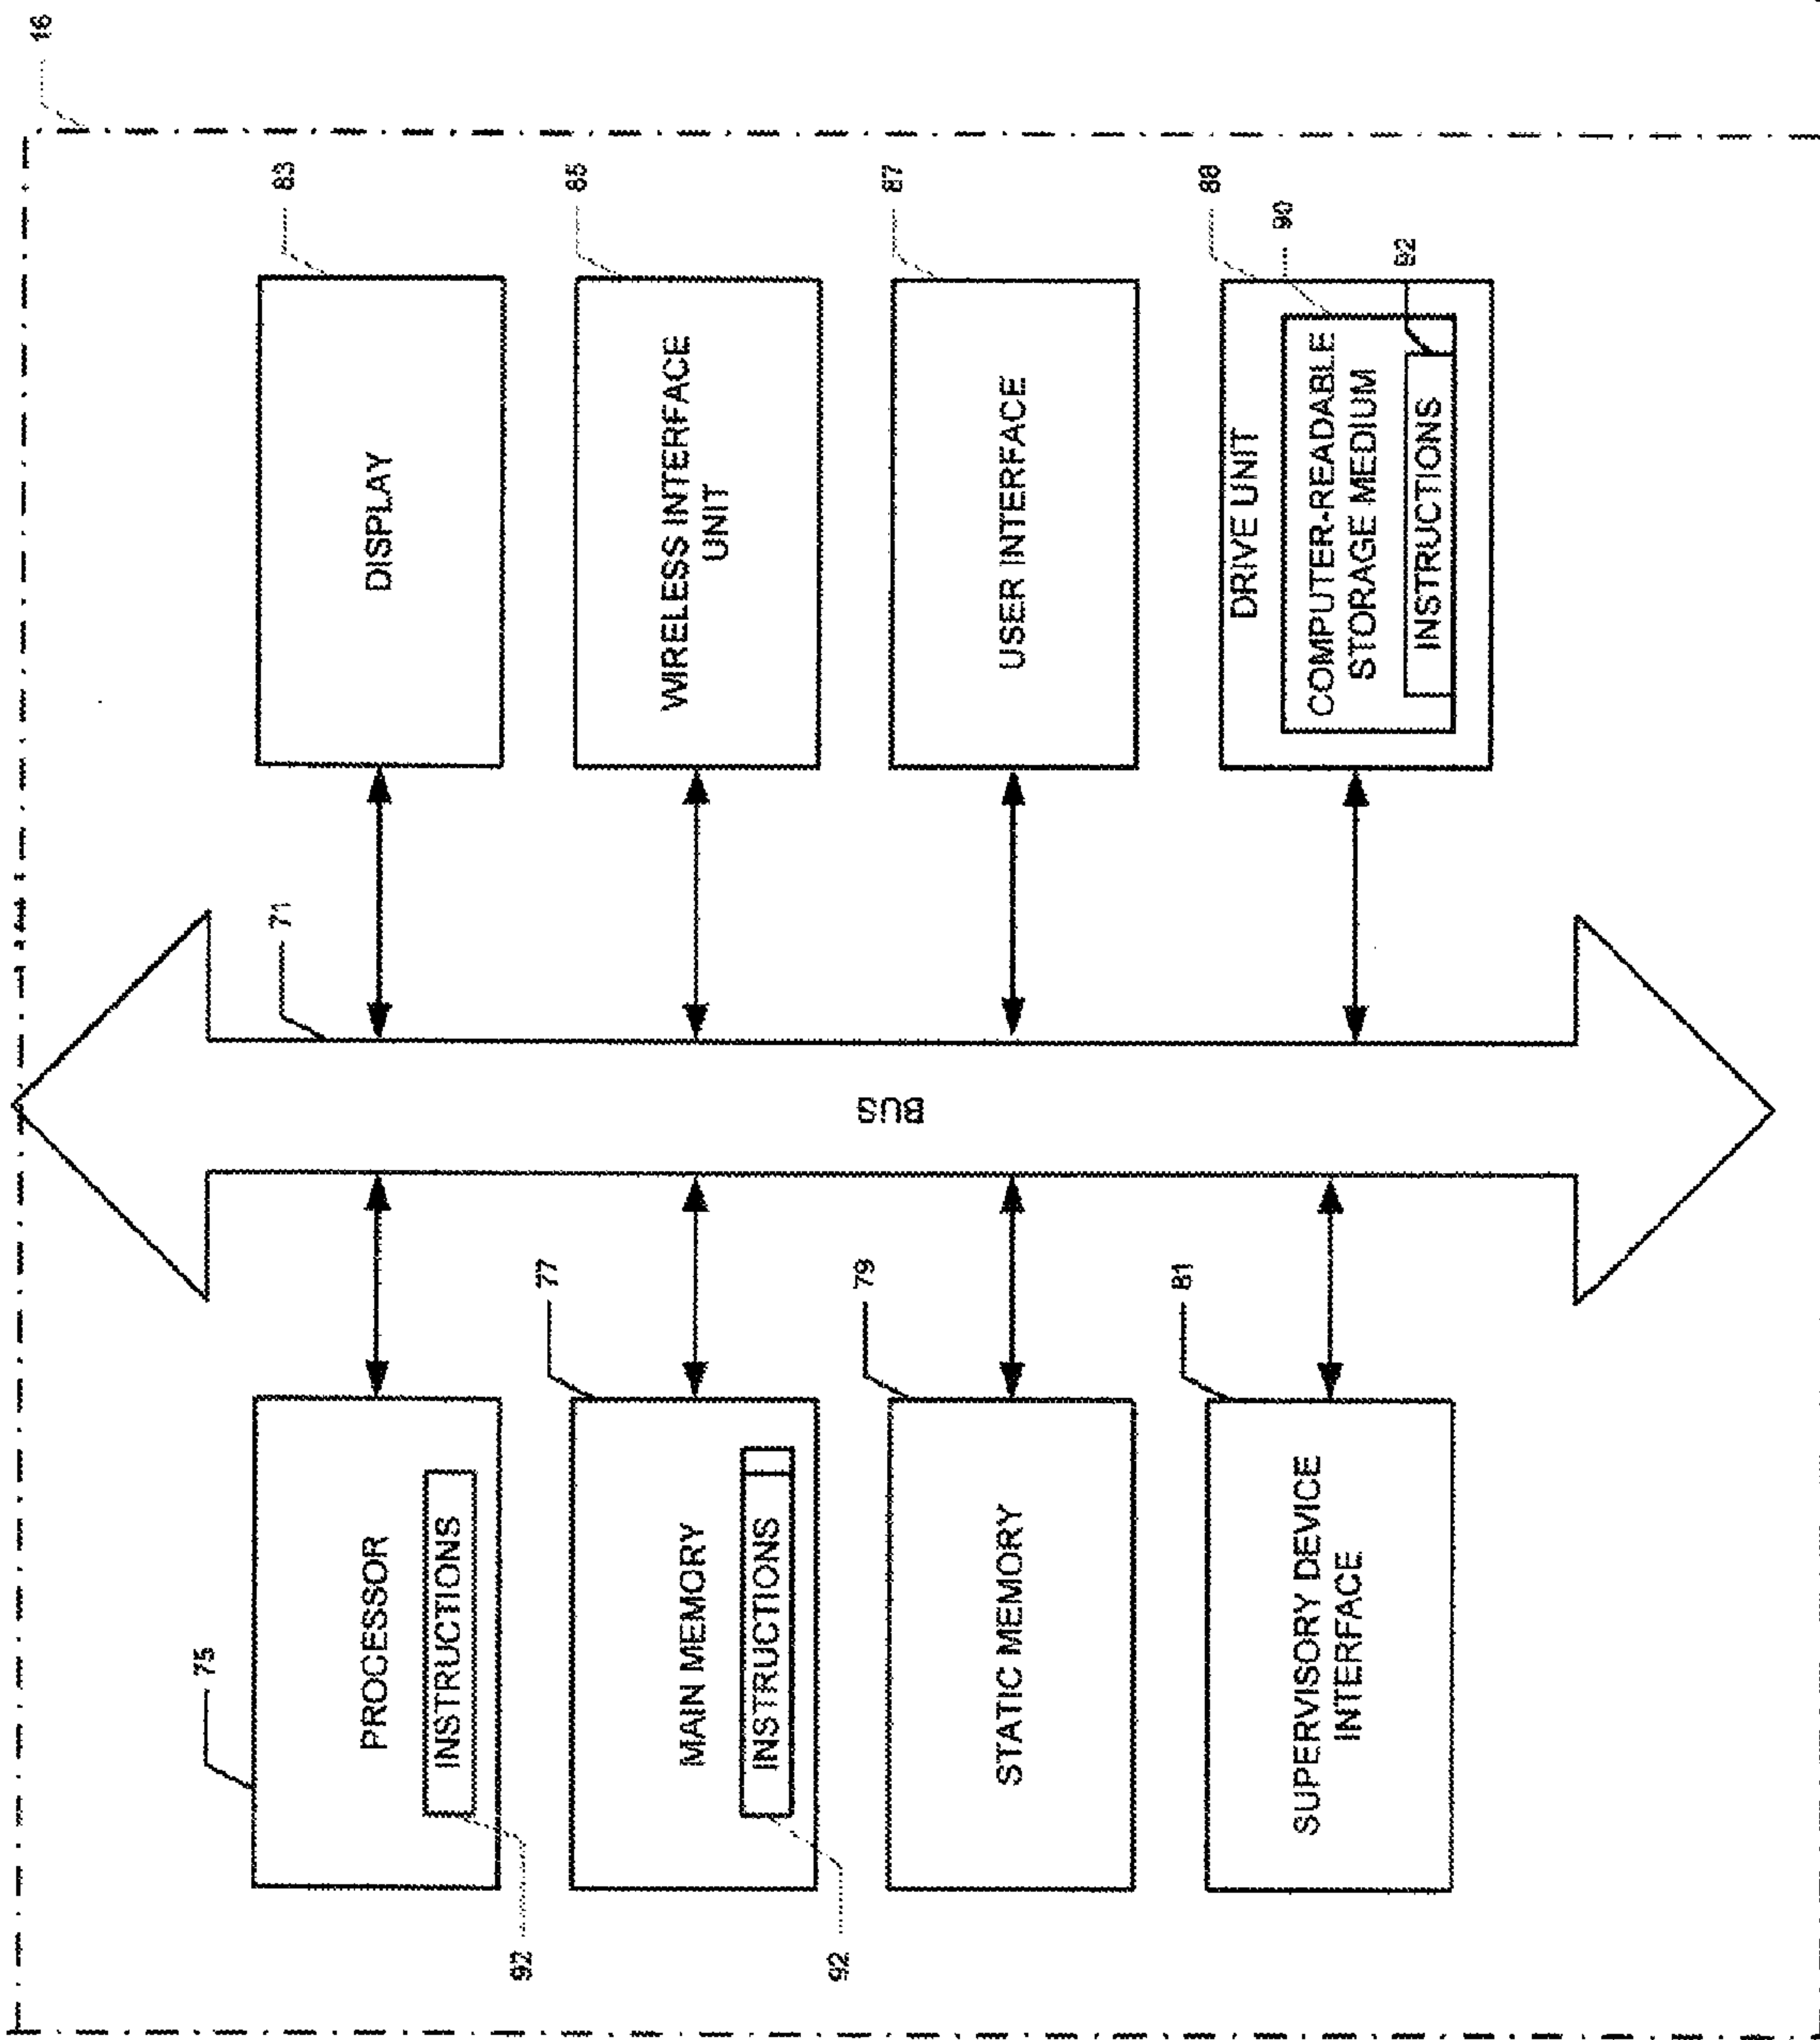 16
75
71
83
PROCESSOR
DISPLAY
INSTRUCTIONS
92
77
85
MAIN MEMORY
WIRELESS INTERFACE
UNIT
INSTRUCTIONS
92
79
87
BUS
STATIC MEMORY
USER INTERFACE
81
88
DRIVE UNIT
90
SUPERVISORY DEVICE
INTERFACE
COMPUTER-READABLE
STORAGE MEDIUM
92
INSTRUCTIONS